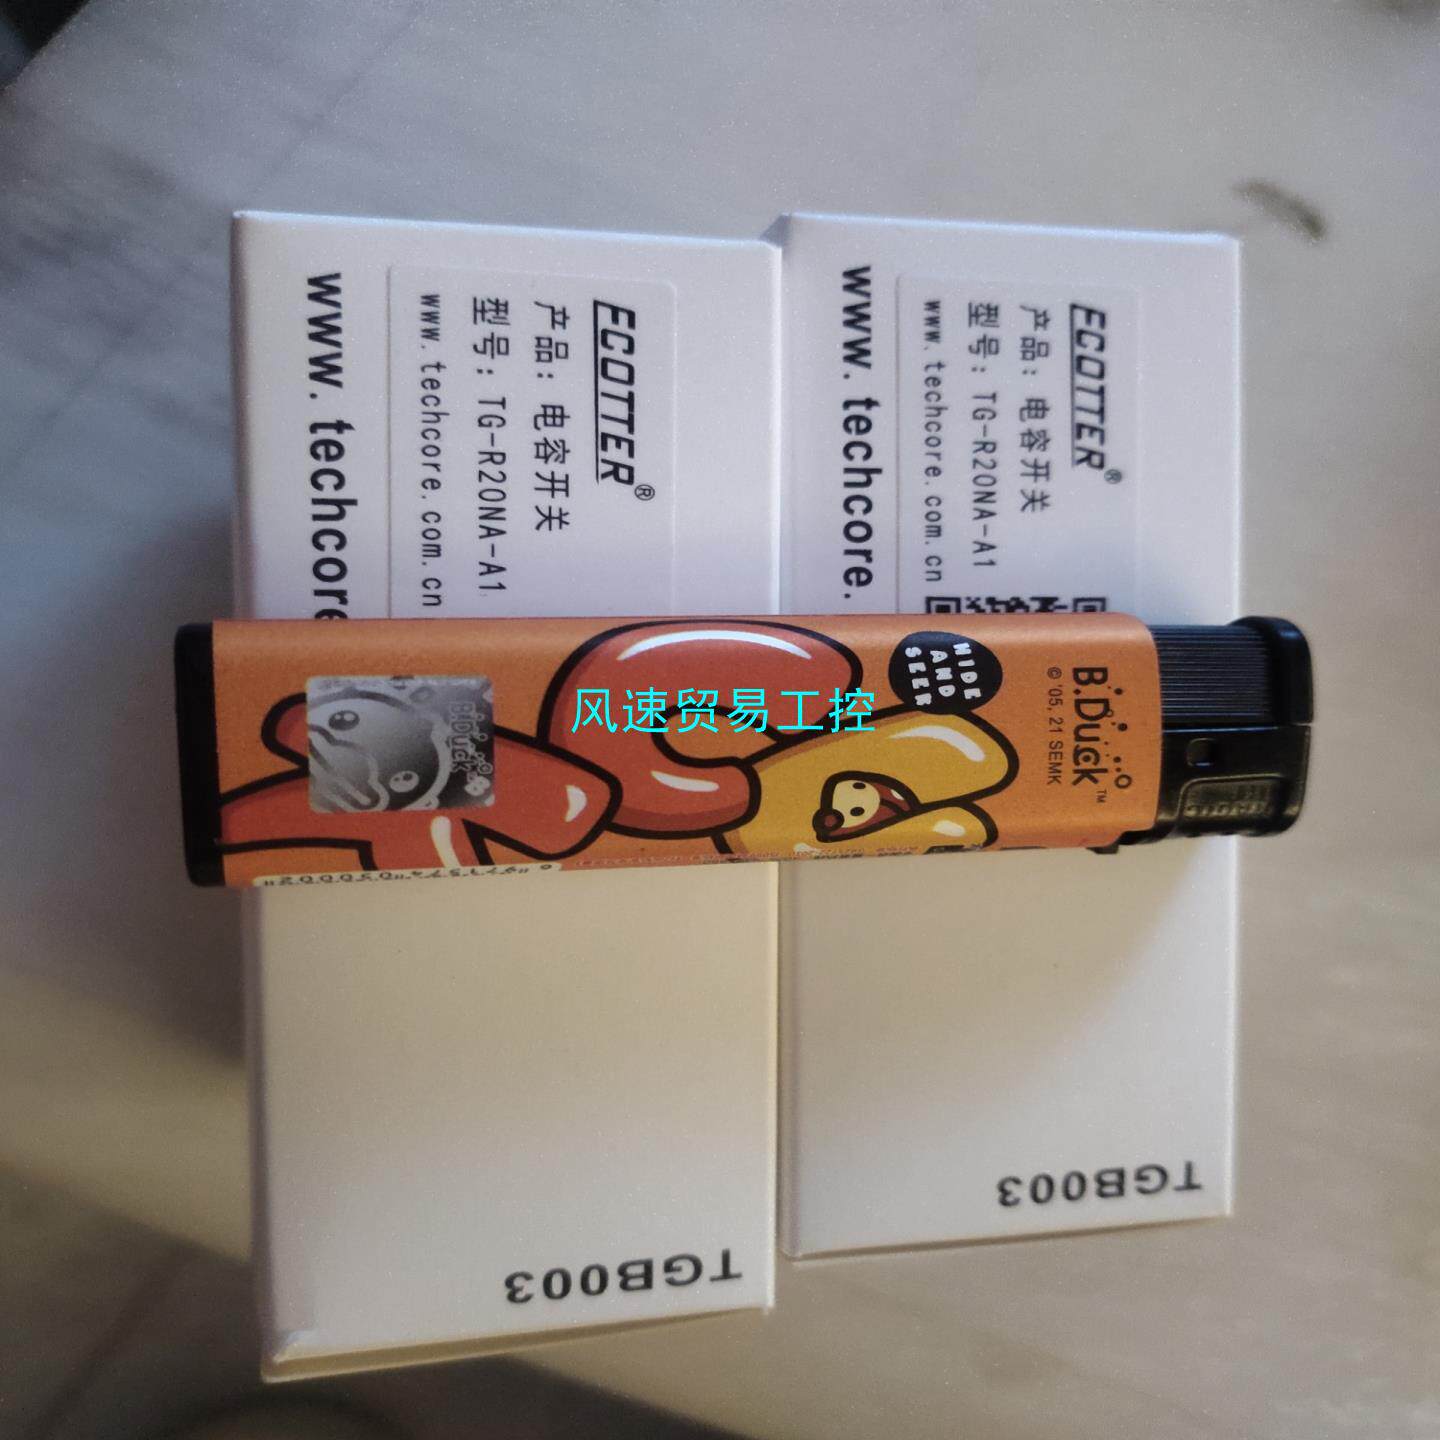 ECOTTER®
产品: 电容开关
型号: TG-R20NA-A1
www.techcore.com.cn
www.techcore
ECOTTER®
产品: 电容开关
型号: TG-R20NA-A1
www.techcore.com.cn
www.techcore.
HIDE
AND
SEEK
B.Duck™
© '05, 21 SEMK
B.Duck
风速贸易工控
TGB003
TGB003